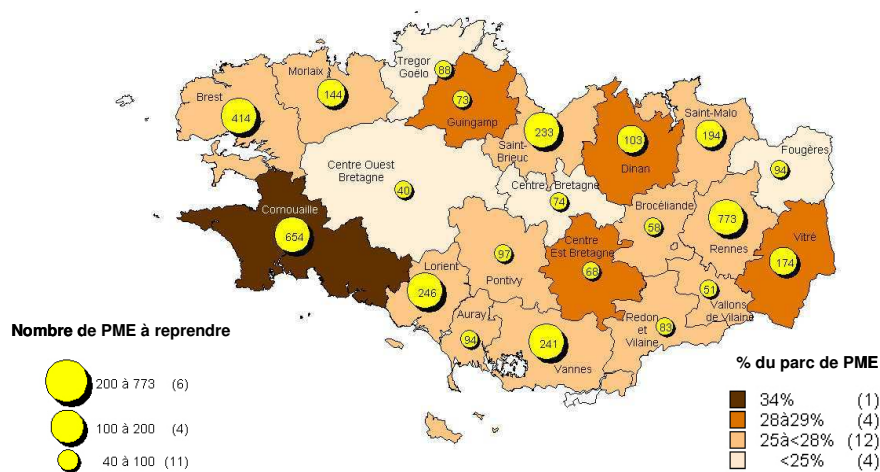 Tregor
Goëlo
88
Morlaix
144
Brest
414
73
Guingamp
233
Saint-
Brieuc
103
Dinan
Saint-Malo
194
Fougères
94
Centre Ouest
Bretagne
40
Centre Bretagne
74
Brocéliande
58
773
Rennes
Vitré
174
Cornouaille
654
Centre
Est Bretagne
68
97
Pontivy
Lorient
246
51
Vallons
de Vilaine
Redon
et
Vilaine
83
Auray
94
241
Vannes
Nombre de PME à reprendre
200 à 773 (6)
100 à 200 (4)
40 à 100 (11)
% du parc de PME
34% (1)
28à29% (4)
25à<28% (12)
<25% (4)